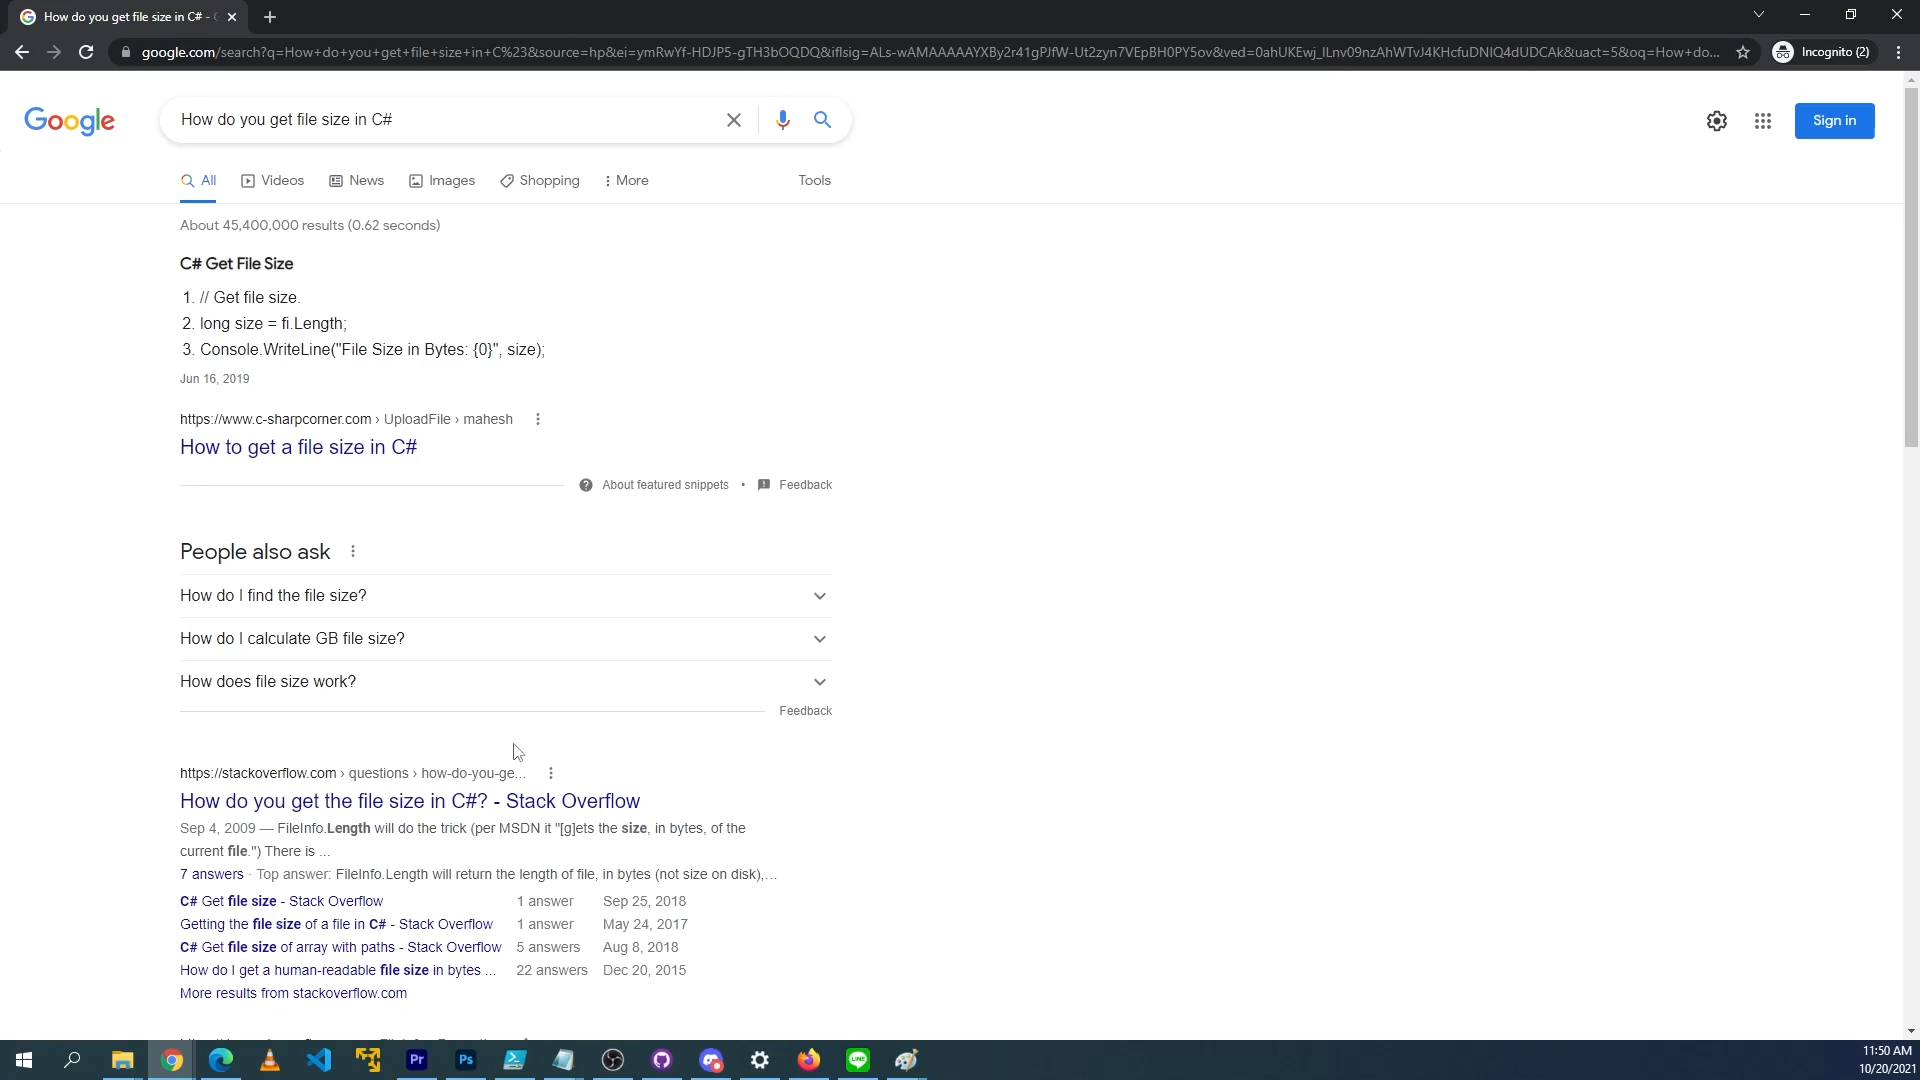 How do you get file size in C# -
google.com/search?q=How+do+you+get+file+size+in+C%23&source=hp&ei=ymRwYf-HDJP5-gTH3bOQDQ&iflsig=ALs-wAMAAAAAYXBy2r41gPJfW-Ut2zyn7VEpBH0PY5ov&ved=0ahUKEwj_ILnv09nzAhWTvJ4KHcfuDNIQ4dUDCAk&uact=5&oq=How+do...
Incognito (2)
Google
How do you get file size in C#
Sign in
All
Videos
News
Images
Shopping
More
Tools
About 45,400,000 results (0.62 seconds)
C# Get File Size
1. // Get file size.
2. long size = fi.Length;
3. Console.WriteLine("File Size in Bytes: {0}", size);
Jun 16, 2019
https://www.c-sharpcorner.com › UploadFile › mahesh
How to get a file size in C#
About featured snippets • Feedback
People also ask
How do I find the file size?
How do I calculate GB file size?
How does file size work?
Feedback
https://stackoverflow.com › questions › how-do-you-ge...
How do you get the file size in C#? - Stack Overflow
Sep 4, 2009 — FileInfo.Length will do the trick (per MSDN it "[g]ets the size, in bytes, of the
current file.") There is ...
7 answers · Top answer: FileInfo.Length will return the length of file, in bytes (not size on disk),...
C# Get file size - Stack Overflow 1 answer Sep 25, 2018
Getting the file size of a file in C# - Stack Overflow 1 answer May 24, 2017
C# Get file size of array with paths - Stack Overflow 5 answers Aug 8, 2018
How do I get a human-readable file size in bytes ... 22 answers Dec 20, 2015
More results from stackoverflow.com
Pr
Ps
LINE
11:50 AM
10/20/2021